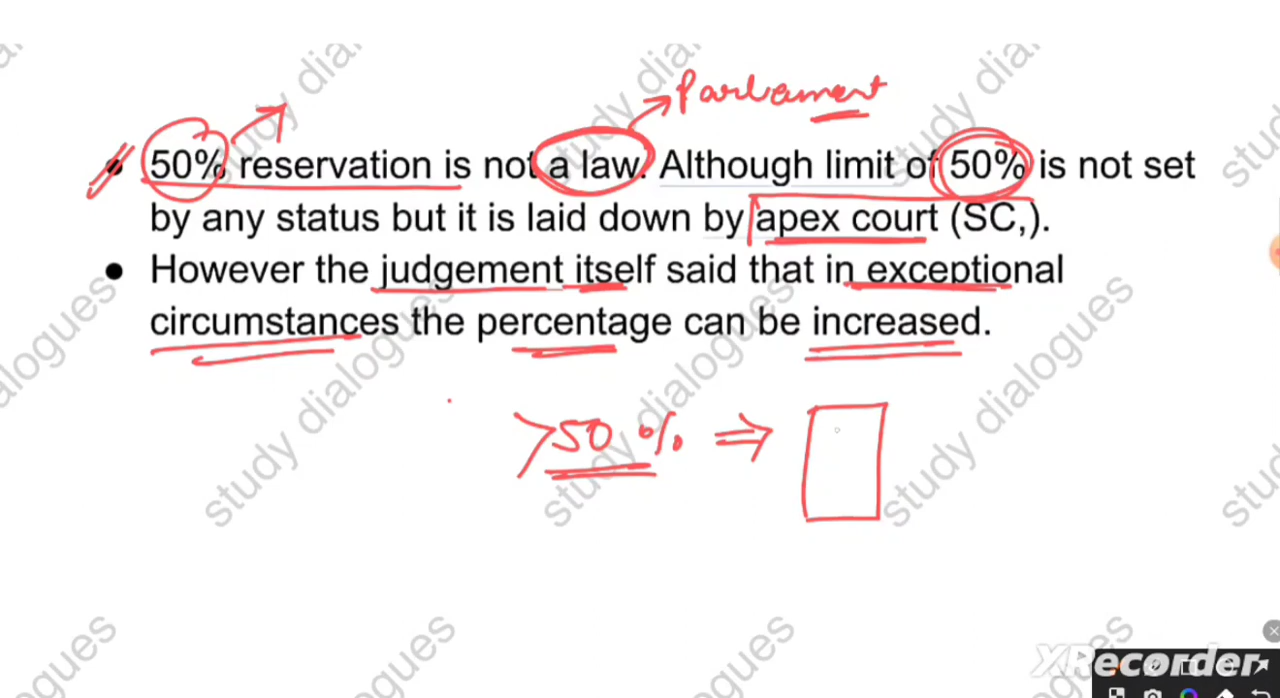 Parliament
● 50% reservation is not a law. Although limit of 50% is not set
by any status but it is laid down by apex court (SC,).
● However the judgement itself said that in exceptional
circumstances the percentage can be increased.
>50 % ⇒
study dialogues
XRecorder